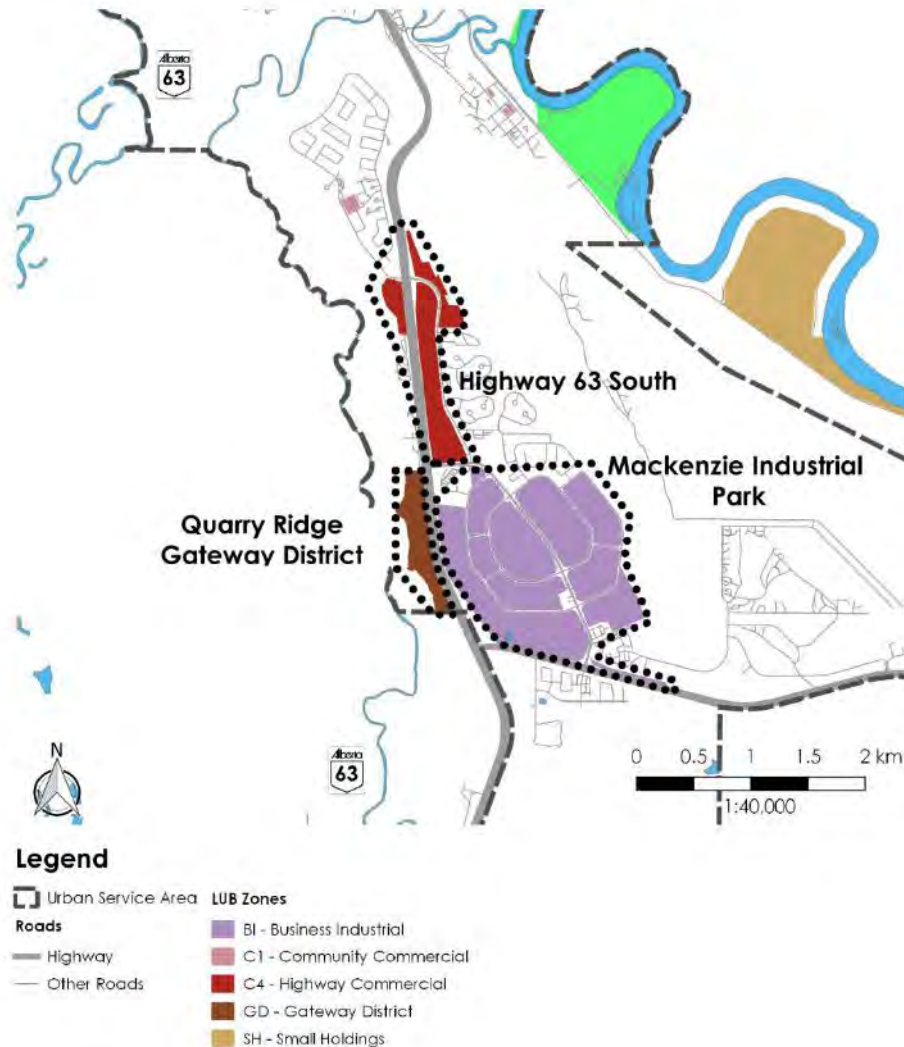 Alberta
63
Highway 63 South
Mackenzie Industrial
Park
Quarry Ridge
Gateway District
Alberta
63
N
0 0.5 1 1.5 2 km
1:40,000
Legend
Urban Service Area
Roads
Highway
Other Roads
LUB Zones
BI - Business Industrial
C1 - Community Commercial
C4 - Highway Commercial
GD - Gateway District
SH - Small Holdings